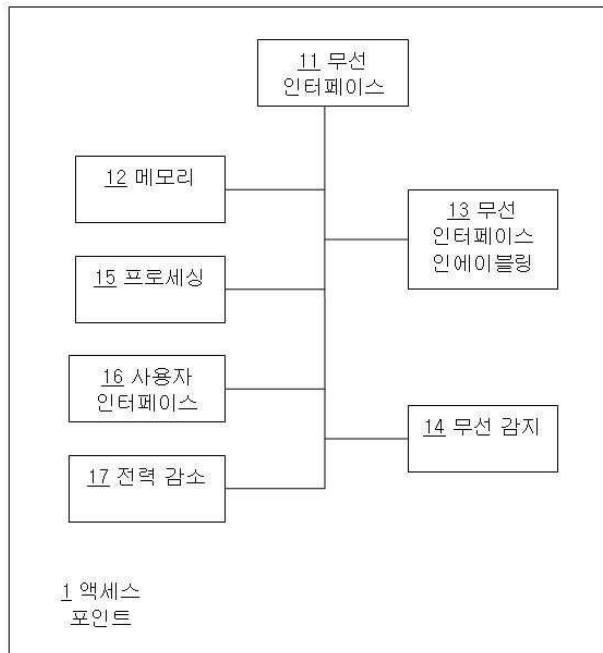 11 무선
인터페이스
12 메모리
13 무선
인터페이스
인에이블링
15 프로세싱
16 사용자
인터페이스
14 무선 감지
17 전력 감소
1 액세스
포인트